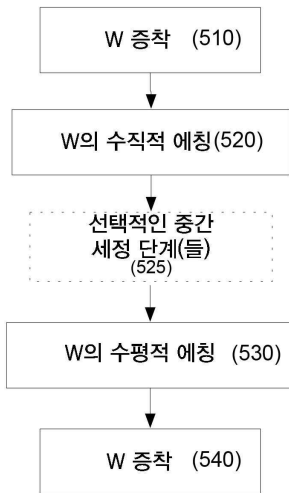 W 증착 (510)
W의 수직적 에칭(520)
선택적인 중간
세정 단계(들)
(525)
W의 수평적 에칭 (530)
W 증착 (540)